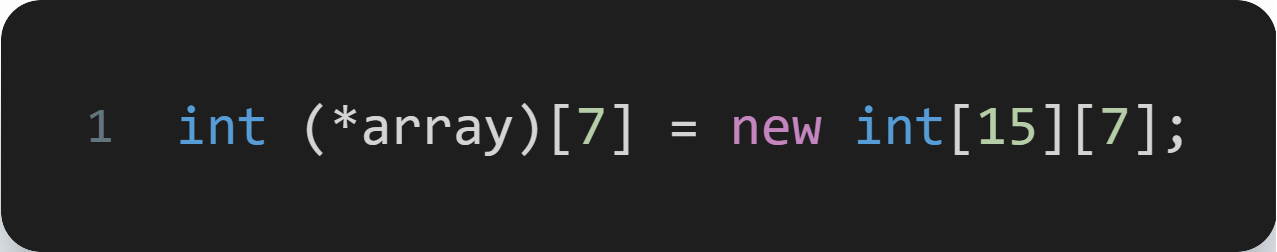 1 int (*array)[7] = new int[15][7];